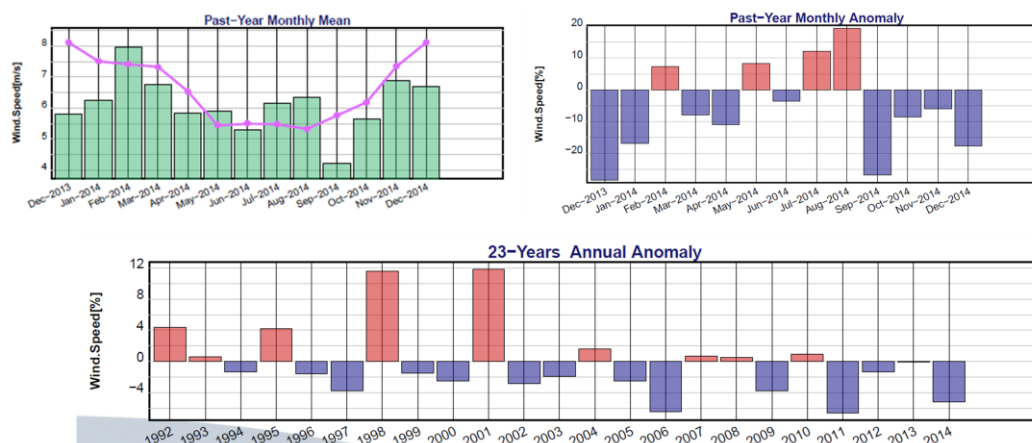 Past-Year Monthly Mean
Wind.Speed[m/s]
8
7
6
5
4
Dec-2013
Jan-2014
Feb-2014
Mar-2014
Apr-2014
May-2014
Jun-2014
Jul-2014
Aug-2014
Sep-2014
Oct-2014
Nov-2014
Dec-2014
Past-Year Monthly Anomaly
Wind.Speed[%]
20
10
0
-10
-20
Dec-2013
Jan-2014
Feb-2014
Mar-2014
Apr-2014
May-2014
Jun-2014
Jul-2014
Aug-2014
Sep-2014
Oct-2014
Nov-2014
Dec-2014
23-Years Annual Anomaly
Wind.Speed[%]
12
8
4
0
-4
1992
1993
1994
1995
1996
1997
1998
1999
2000
2001
2002
2003
2004
2005
2006
2007
2008
2009
2010
2011
2012
2013
2014